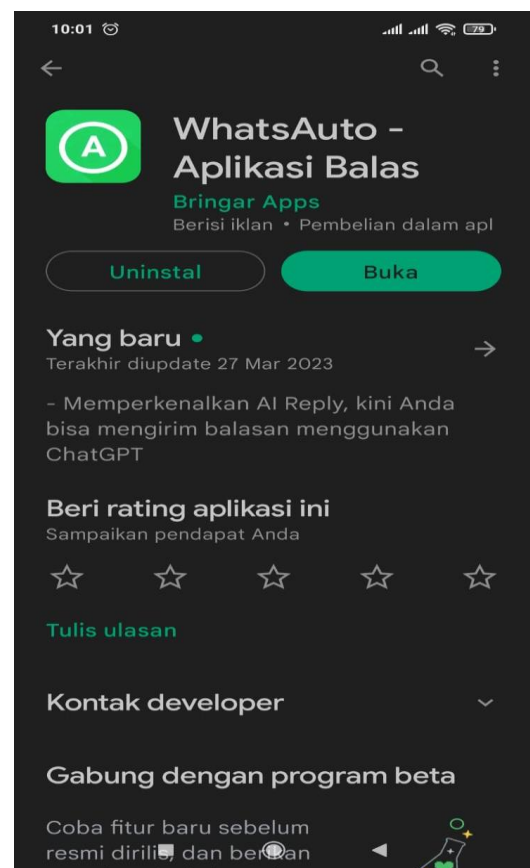 10:01
79
A
WhatsAuto -
Aplikasi Balas
Bringar Apps
Berisi iklan • Pembelian dalam apl
Uninstal
Buka
Yang baru •
Terakhir diupdate 27 Mar 2023
- Memperkenalkan AI Reply, kini Anda
bisa mengirim balasan menggunakan
ChatGPT
Beri rating aplikasi ini
Sampaikan pendapat Anda
Tulis ulasan
Kontak developer
Gabung dengan program beta
Coba fitur baru sebelum
resmi dirilis, dan berikan